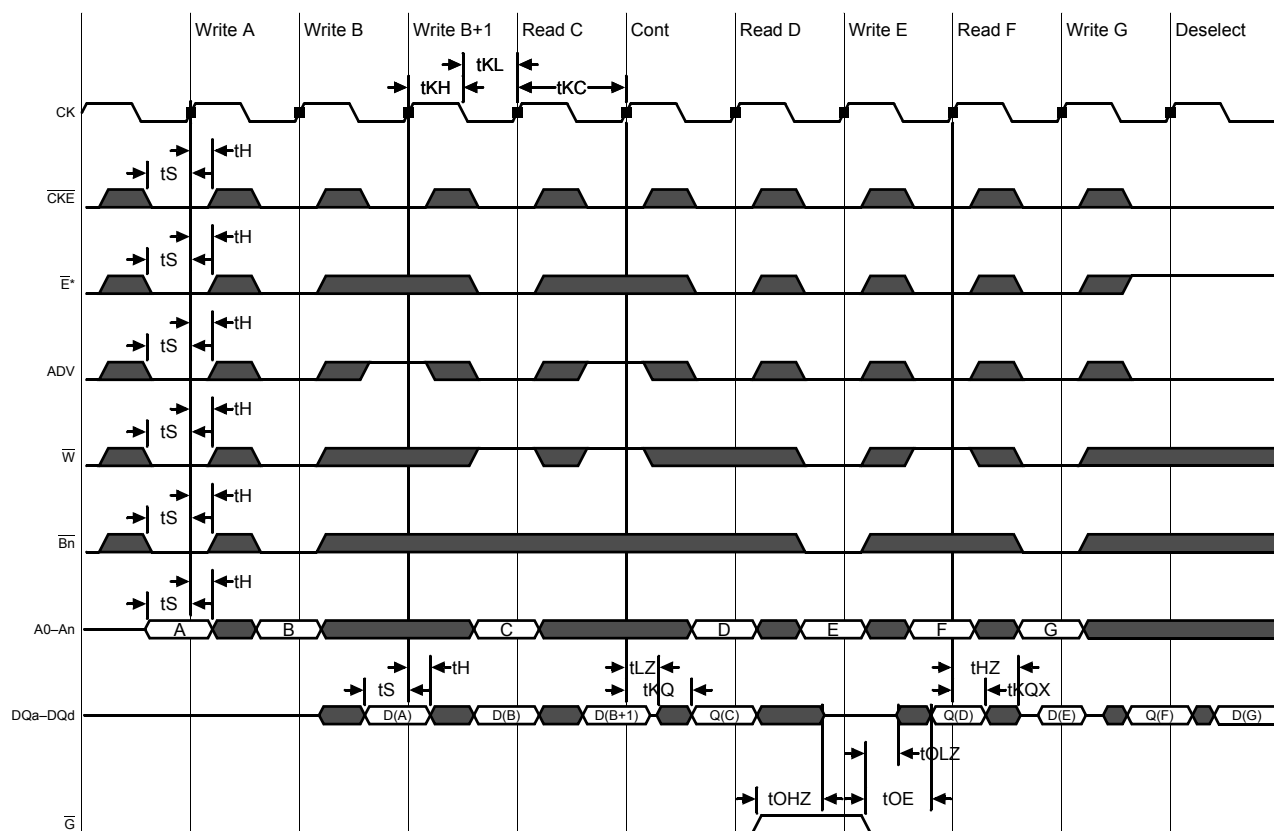 Write A Write B Write B+1 Read C Cont Read D Write E Read F Write G Deselect
tKL
tKH tKC
CK
tH
tS
CKE
tH
tS
E*
tH
tS
ADV
tH
tS
W
tH
tS
Bn
tH
tS
A0–An A B C D E F G
tH tLZ tHZ
tS tKQ tKQX
DQa–DQd D(A) D(B) D(B+1) Q(C) Q(D) D(E) Q(F) D(G)
tOLZ
tOHZ tOE
G